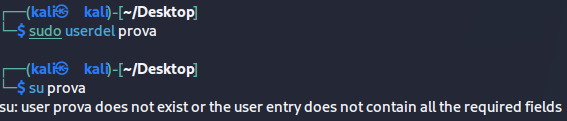 ┌──(kali㉿kali)-[~/Desktop]
└─$ sudo userdel prova
┌──(kali㉿kali)-[~/Desktop]
└─$ su prova
su: user prova does not exist or the user entry does not contain all the required fields